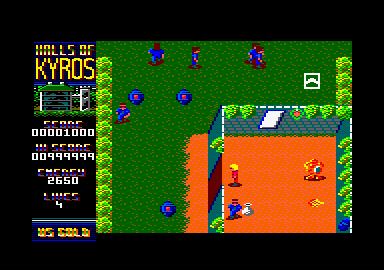 HALLS OF
KYROS
SCORE
00001000
HI SCORE
00999999
ENERGY
2650
LIVES
4
US GOLD